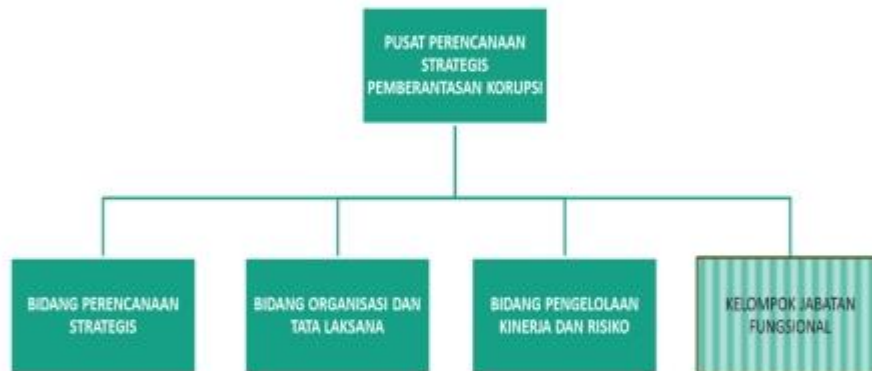 PUSAT PERENCANAAN
STRATEGIS
PEMBERANTASAN KORUPSI
BIDANG PERENCANAAN
STRATEGIS
BIDANG ORGANISASI DAN
TATA LAKSANA
BIDANG PENGELOLAAN
KINERJA DAN RISIKO
KELOMPOK JABATAN
FUNGSIONAL